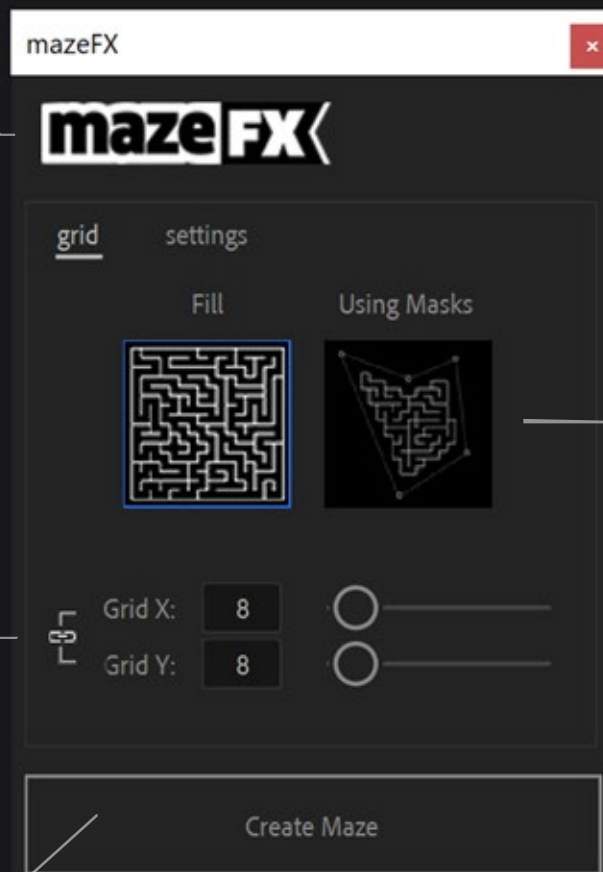 mazeFX
mazeFX
grid settings
Fill Using Masks
Grid X: 8
Grid Y: 8
Create Maze